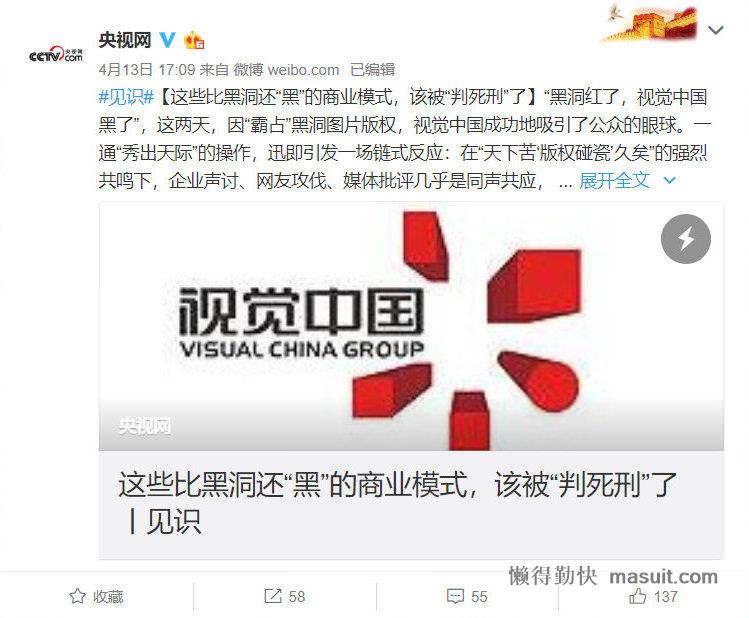 央视网
CCTV 央视网
.com
4月13日 17:09 来自 微博 weibo.com 已编辑
#见识#【这些比黑洞还“黑”的商业模式，该被“判死刑”了】“黑洞红了，视觉中国
黑了”，这两天，因“霸占”黑洞图片版权，视觉中国成功地吸引了公众的眼球。一
通“秀出天际”的操作，迅即引发一场链式反应：在“天下苦‘版权碰瓷’久矣”的强烈
共鸣下，企业声讨、网友攻伐、媒体批评几乎是同声共应， ... 展开全文
视觉中国
VISUAL CHINA GROUP
央视网
这些比黑洞还“黑”的商业模式，该被“判死刑”了
丨见识
懒得勤快 masuit.com
收藏 58 55 137